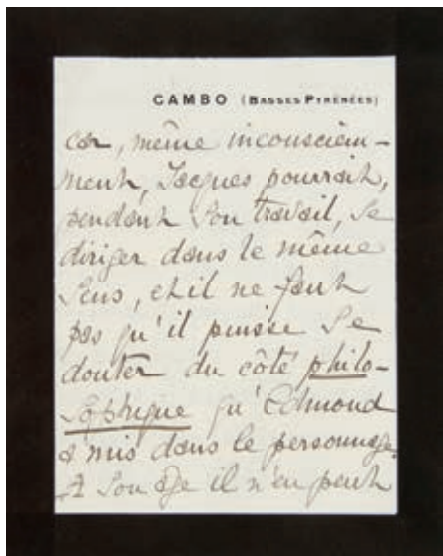 CAMBO (BASSES PYRÉNÉES)
car, même inconsciem-
ment, Jacques pourrait,
pendant son travail, se
diriger dans le même
sens, et il ne faut
pas qu'il puisse se
douter du côté philo-
sophique qu'Edmond
a mis dans le personnage.
A son âge il n'en peut